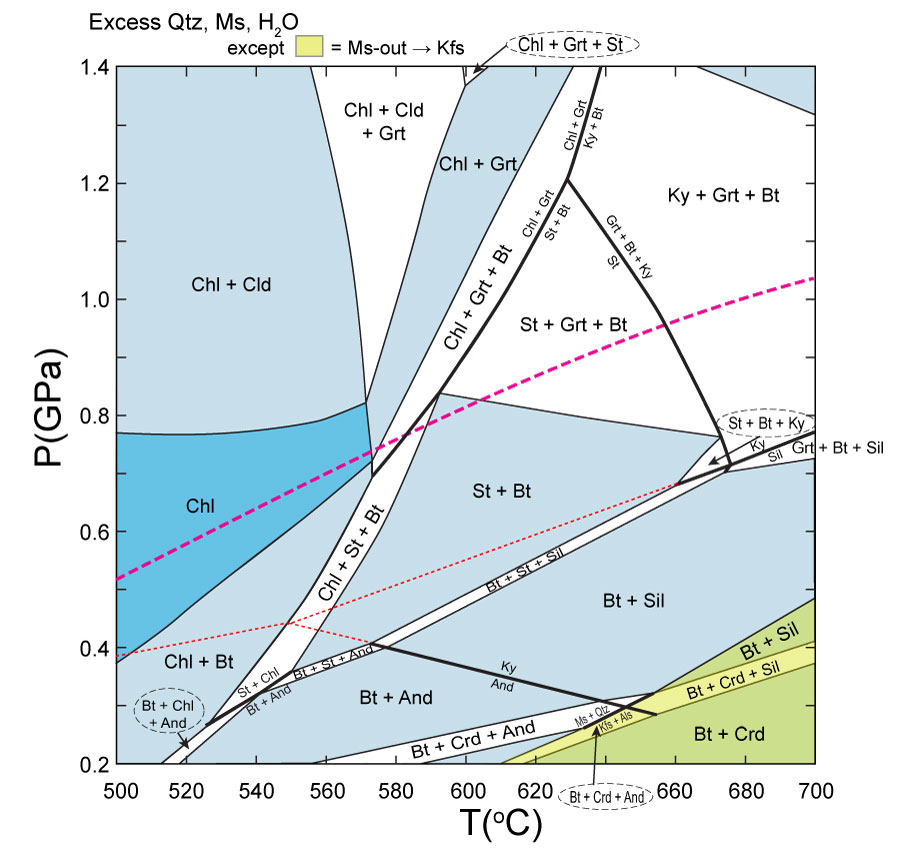 Excess Qtz, Ms, H2O
except = Ms-out → Kfs
Chl + Grt + St
1.4
Chl + Cld
+ Grt
Chl + Grt
Chl + Grt
Ky + Bt
1.2
Ky + Grt + Bt
Chl + Grt
St + Bt
Grt + Bt + Ky
St
Chl + Grt + Bt
Chl + Cld
1.0
St + Grt + Bt
P(GPa)
0.8
St + Bt + Ky
Ky
Sil
Grt + Bt + Sil
Chl
St + Bt
0.6
Chl + St + Bt
Bt + St + Sil
Bt + Sil
0.4
Chl + Bt
Bt + St + And
Ky
And
Bt + Sil
St + Chl
Bt + And
Bt + And
Bt + Crd + Sil
Bt + Chl
+ And
Ms + Qtz
Kfs + Als
Bt + Crd + And
Bt + Crd
0.2
500 520 540 560 580 600 620 660 680 700
Bt + Crd + And
T(oC)